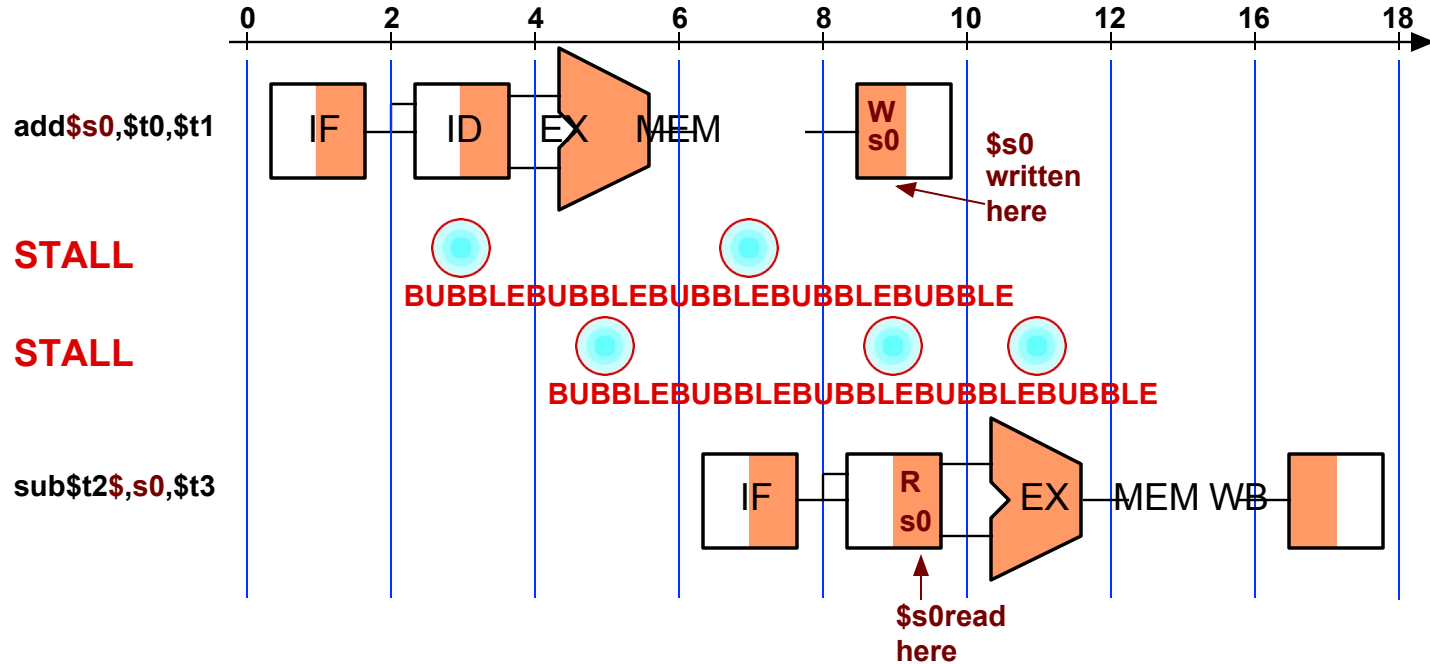 0 2 4 6 8 10 12 14 16 18
add$s0,$t0,$t1
IF ID EX MEM
W
s0
$s0
written
here
STALL
BUBBLEBUBBLEBUBBLEBUBBLEBUBBLE
STALL
BUBBLEBUBBLEBUBBLEBUBBLEBUBBLE
sub$t2$,s0,$t3
IF
R
s0
EX MEM WB
$s0read
here